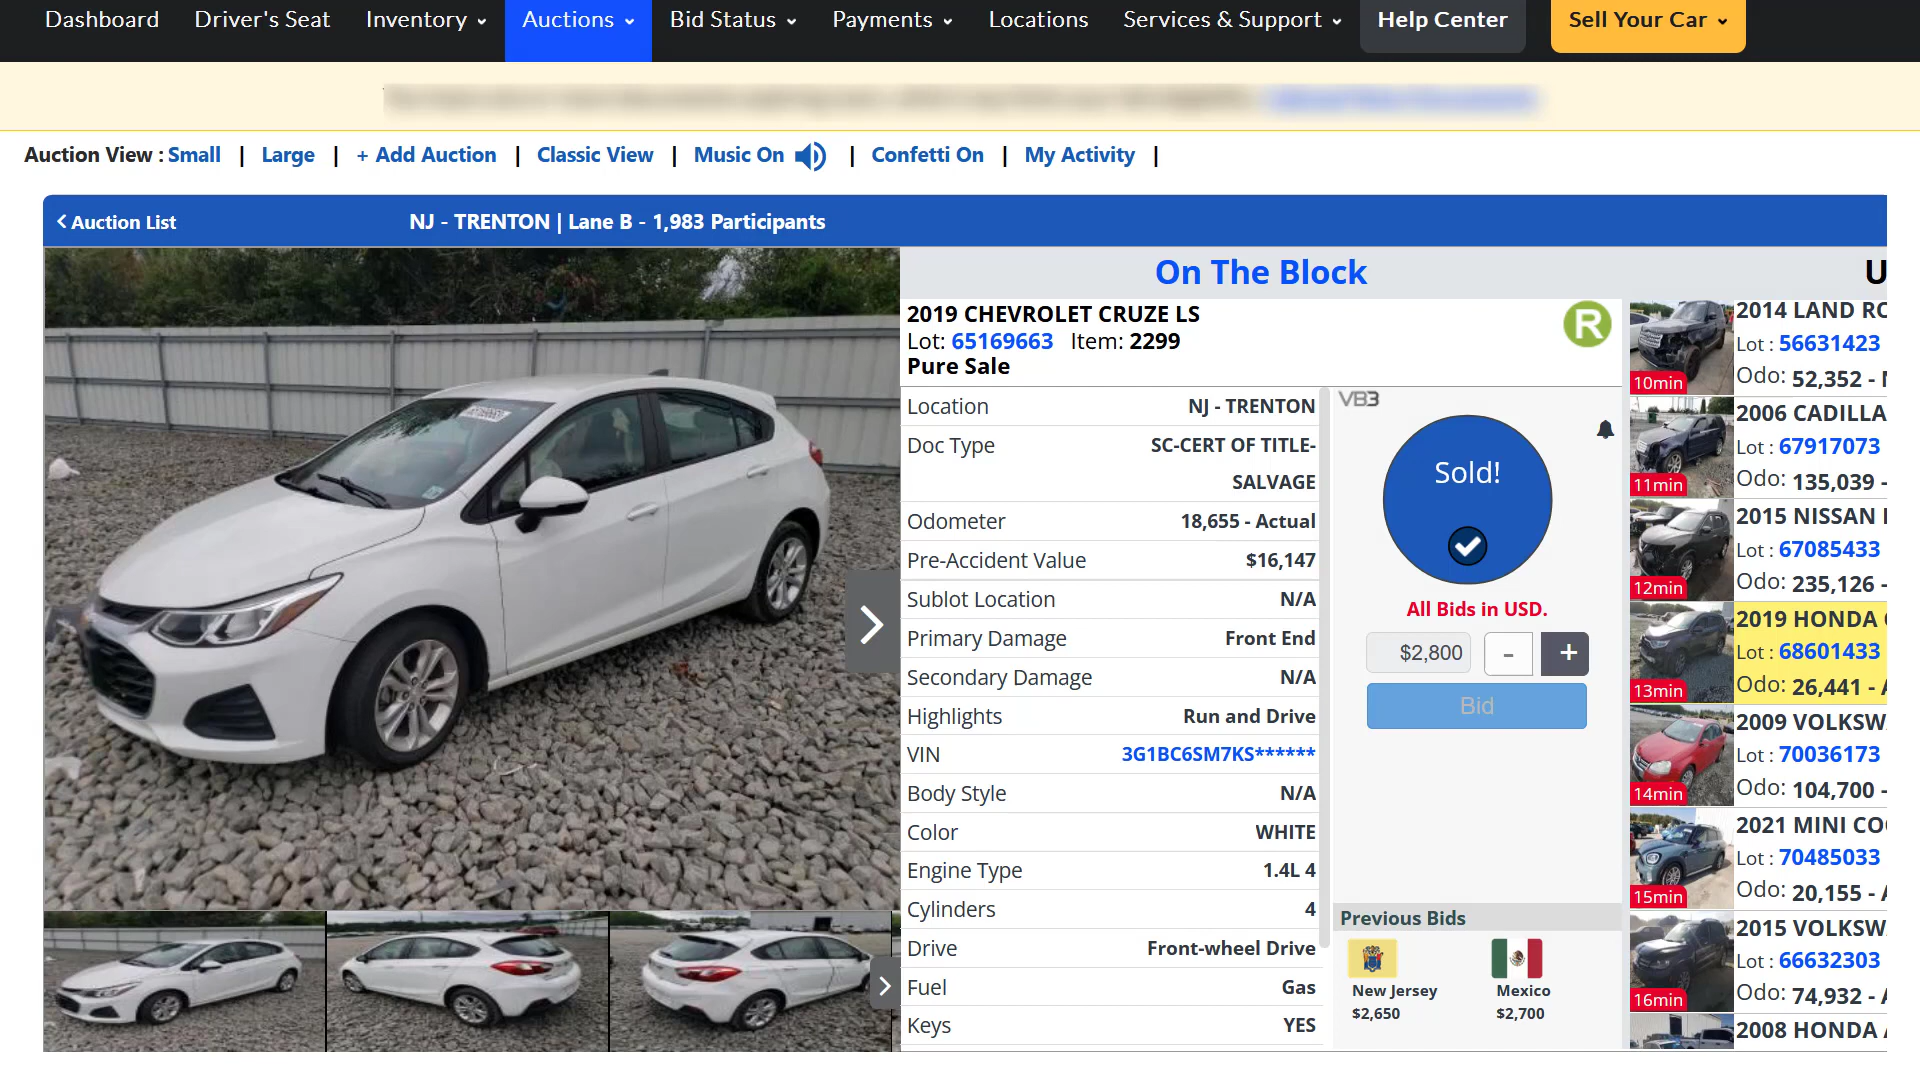 Dashboard Driver's Seat Inventory Auctions Bid Status Payments Locations Services & Support Help Center Sell Your Car
Auction View : Small | Large | + Add Auction | Classic View | Music On | Confetti On | My Activity |
Auction List NJ - TRENTON | Lane B - 1,983 Participants
On The Block
2019 CHEVROLET CRUZE LS
Lot: 65169663 Item: 2299
Pure Sale
R
Location NJ - TRENTON
Doc Type SC-CERT OF TITLE-
SALVAGE
Odometer 18,655 - Actual
Pre-Accident Value $16,147
Sublot Location N/A
Primary Damage Front End
Secondary Damage N/A
Highlights Run and Drive
VIN 3G1BC6SM7KS******
Body Style N/A
Color WHITE
Engine Type 1.4L 4
Cylinders 4
Drive Front-wheel Drive
Fuel Gas
Keys YES
VB3
Sold!
All Bids in USD.
$2,800 - +
Bid
Previous Bids
New Jersey
$2,650
Mexico
$2,700
U
2014 LAND RO
Lot : 56631423
Odo: 52,352 -
10min
2006 CADILLA
Lot : 67917073
Odo: 135,039 -
11min
2015 NISSAN
Lot : 67085433
Odo: 235,126 -
12min
2019 HONDA
Lot : 68601433
Odo: 26,441 - A
13min
2009 VOLKSW
Lot : 70036173
Odo: 104,700 -
14min
2021 MINI COO
Lot : 70485033
Odo: 20,155 - A
15min
2015 VOLKSW
Lot : 66632303
Odo: 74,932 - A
16min
2008 HONDA A